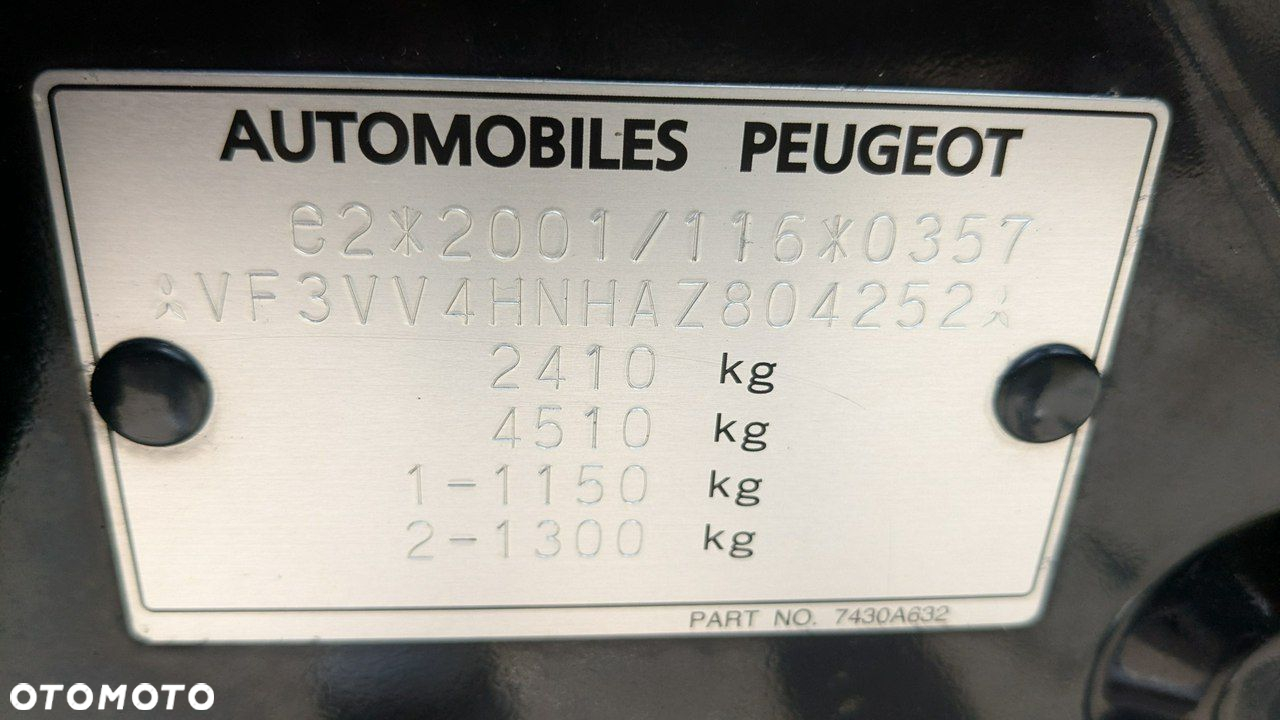 AUTOMOBILES PEUGEOT
e2*2001/116*0357
VF3VV4HNHAZ804252
2410 kg
4510 kg
1-1150 kg
2-1300 kg
PART NO. 7430A632
OTOMOTO